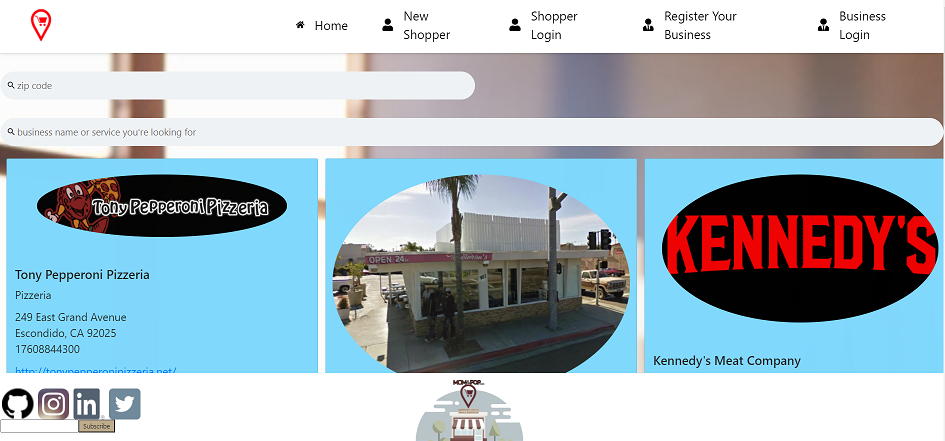 Home
New
Shopper
Shopper
Login
Register Your
Business
Business
Login
zip code
business name or service you're looking for
Tony Pepperoni Pizzeria
KENNEDY'S
OPEN 24
Tony Pepperoni Pizzeria
Pizzeria
249 East Grand Avenue
Escondido, CA 92025
17608844300
http://tonypepperonipizzeria.net/
Kennedy's Meat Company
MOM&POP
in
Subscribe